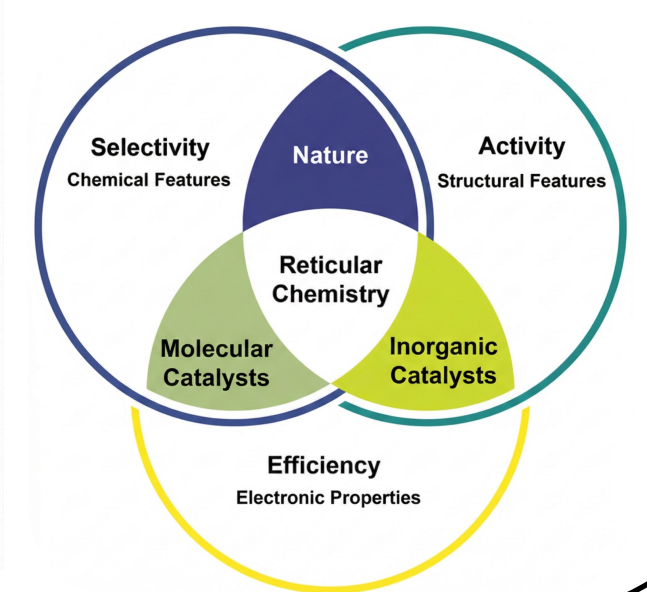 Selectivity
Chemical Features
Nature
Activity
Structural Features
Reticular
Chemistry
Molecular
Catalysts
Inorganic
Catalysts
Efficiency
Electronic Properties